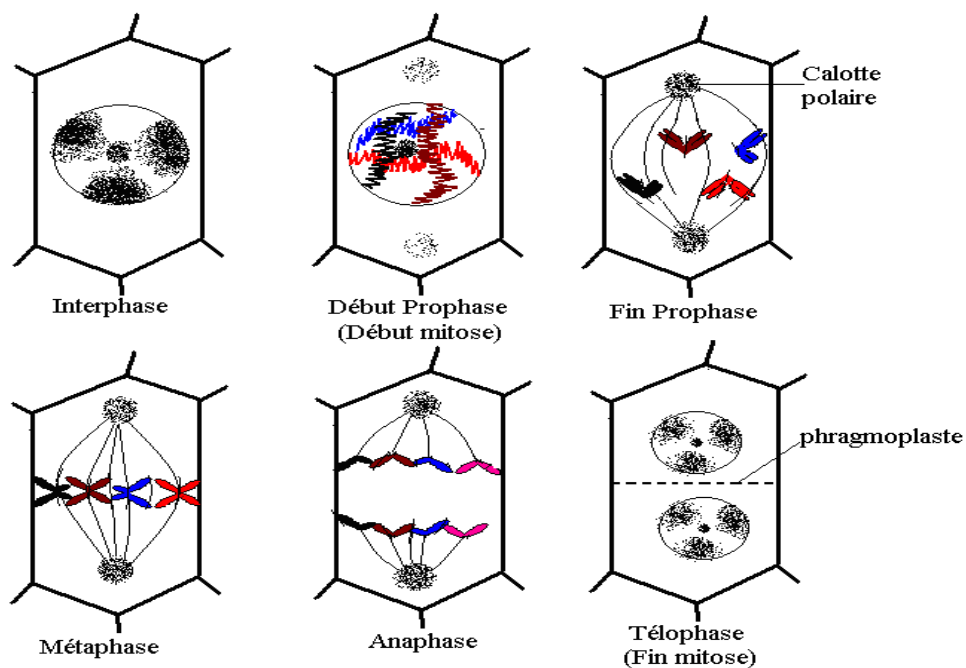 Calotte
polaire
Interphase
Début Prophase
(Début mitose)
Fin Prophase
phragmoplaste
Métaphase
Anaphase
Télophase
(Fin mitose)